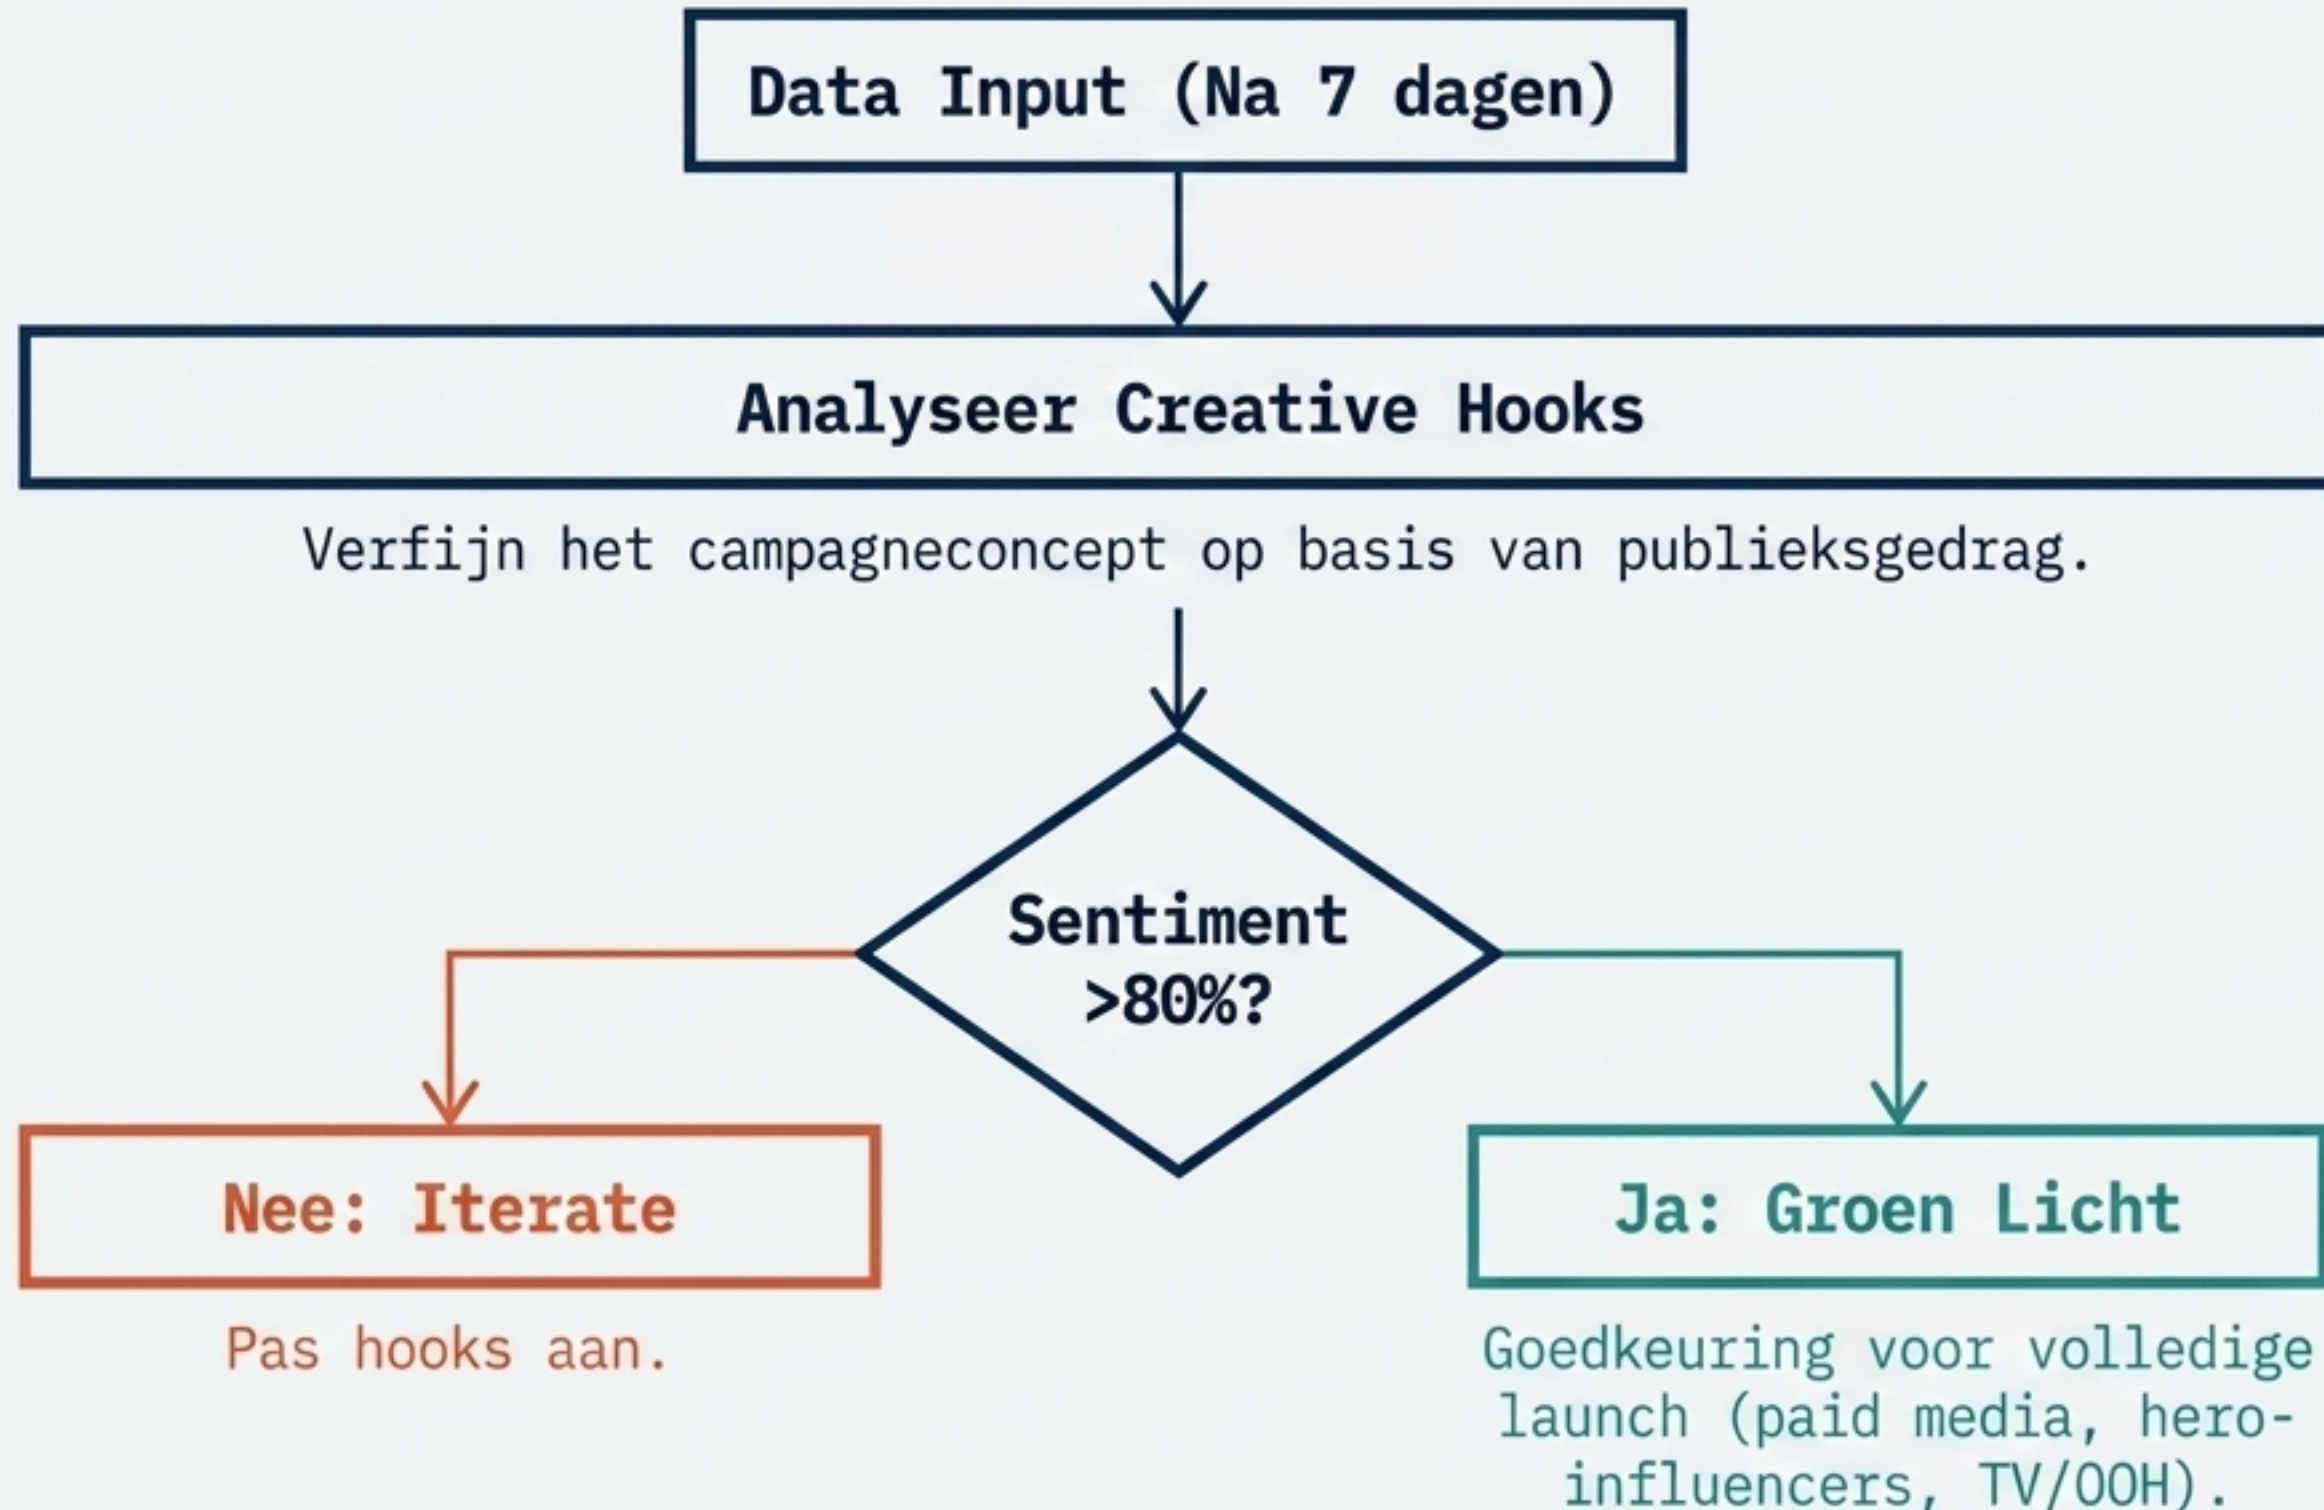 Data Input (Na 7 dagen)
Analyseer Creative Hooks
Verfijn het campagneconcept op basis van publieksgedrag.
Sentiment
>80%?
Nee: Iterate
Pas hooks aan.
Ja: Groen Licht
Goedkeuring voor volledige
launch (paid media, hero-
influencers, TV/OOH).